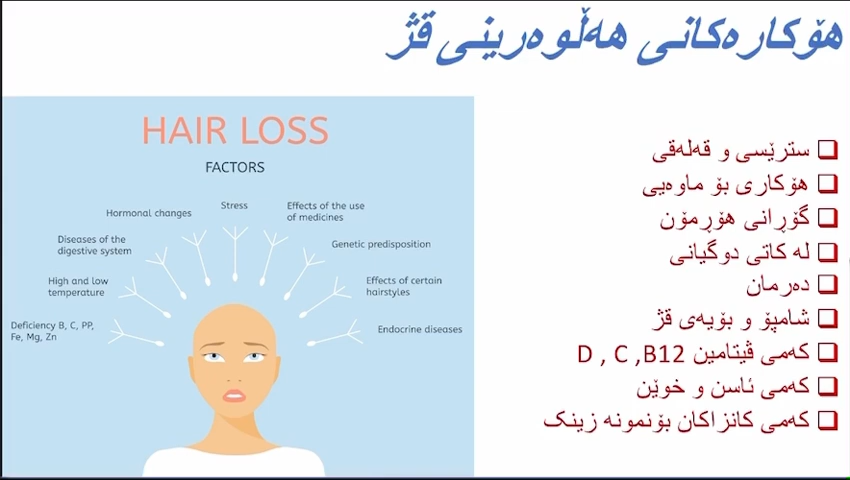 هۆکارەکانی هەڵوەرینی قژ
HAIR LOSS
FACTORS
Stress
Hormonal changes
Effects of the use
of medicines
Diseases of the
digestive system
Genetic predisposition
High and low
temperature
Effects of certain
hairstyles
Deficiency B, C, PP,
Fe, Mg, Zn
Endocrine diseases
سترێسی و قەلەقی
هۆکاری بۆ ماوەیی
گۆڕانی هۆڕمۆن
لە کاتی دوگیانی
دەرمان
شامپۆ و بۆیەی قژ
کەمی ڤیتامین D , C ,B12
کەمی ئاسن و خوێن
کەمی کانزاکان بۆنمونە زینک